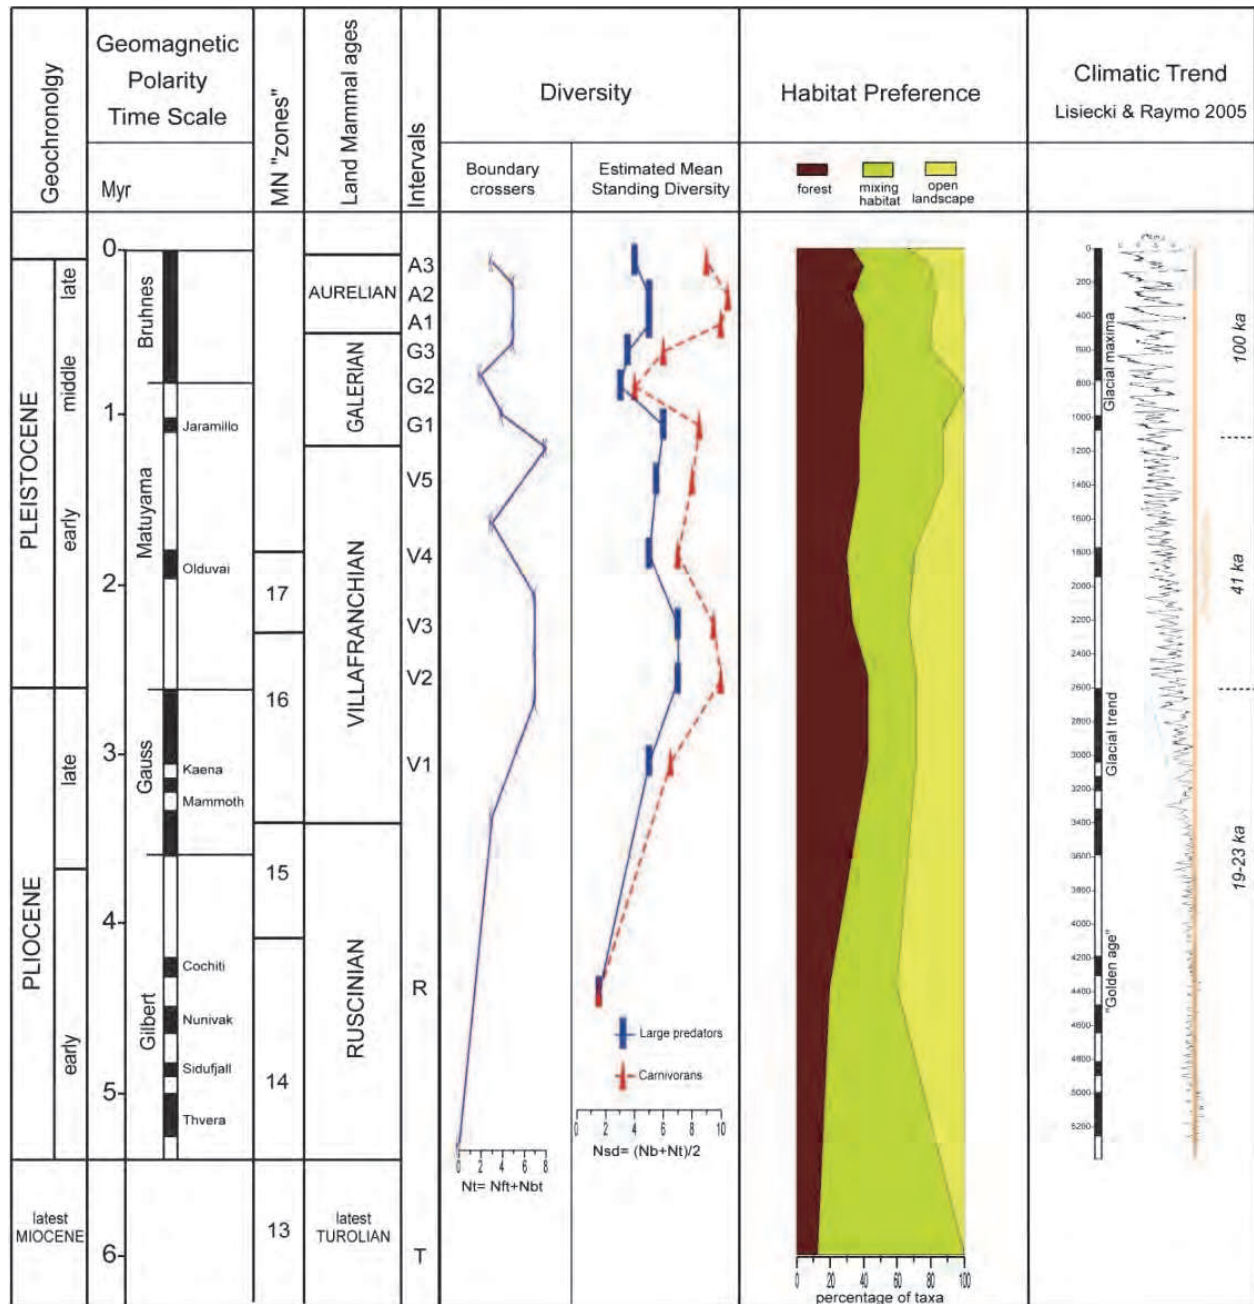 Geochronolgy
Geomagnetic
Polarity
Time Scale
Myr
MN "zones"
Land Mammal ages
Intervals
Diversity
Boundary
crossers
Estimated Mean
Standing Diversity
Habitat Preference
forest
mixing
habitat
open
landscape
Climatic Trend
Lisiecki & Raymo 2005
PLEISTOCENE
late
middle
early
PLIOCENE
late
early
latest
MIOCENE
0
1
2
3
4
5
6
Bruhnes
Matuyama
Gauss
Gilbert
Jaramillo
Olduvai
Kaena
Mammoth
Cochiti
Nunivak
Sidufjall
Thvera
17
16
15
14
13
AURELIAN
GALERIAN
VILLAFRANCHIAN
RUSCINIAN
latest
TUROLIAN
A3
A2
A1
G3
G2
G1
V5
V4
V3
V2
V1
R
T
0 2 4 6 8
Nt= Nft+Nbt
Large predators
Carnivorans
0 2 4 6 8 10
Nsd= (Nb+Nt)/2
0 20 40 60 80 100
percentage of taxa
0
200
400
600
800
1000
1200
1400
1600
1800
2000
2200
2400
2600
2800
3000
3200
3400
3600
3800
4000
4200
4400
4600
4800
5000
5200
Glacial maxima
Glacial trend
"Golden age"
100 ka
41 ka
19-23 ka